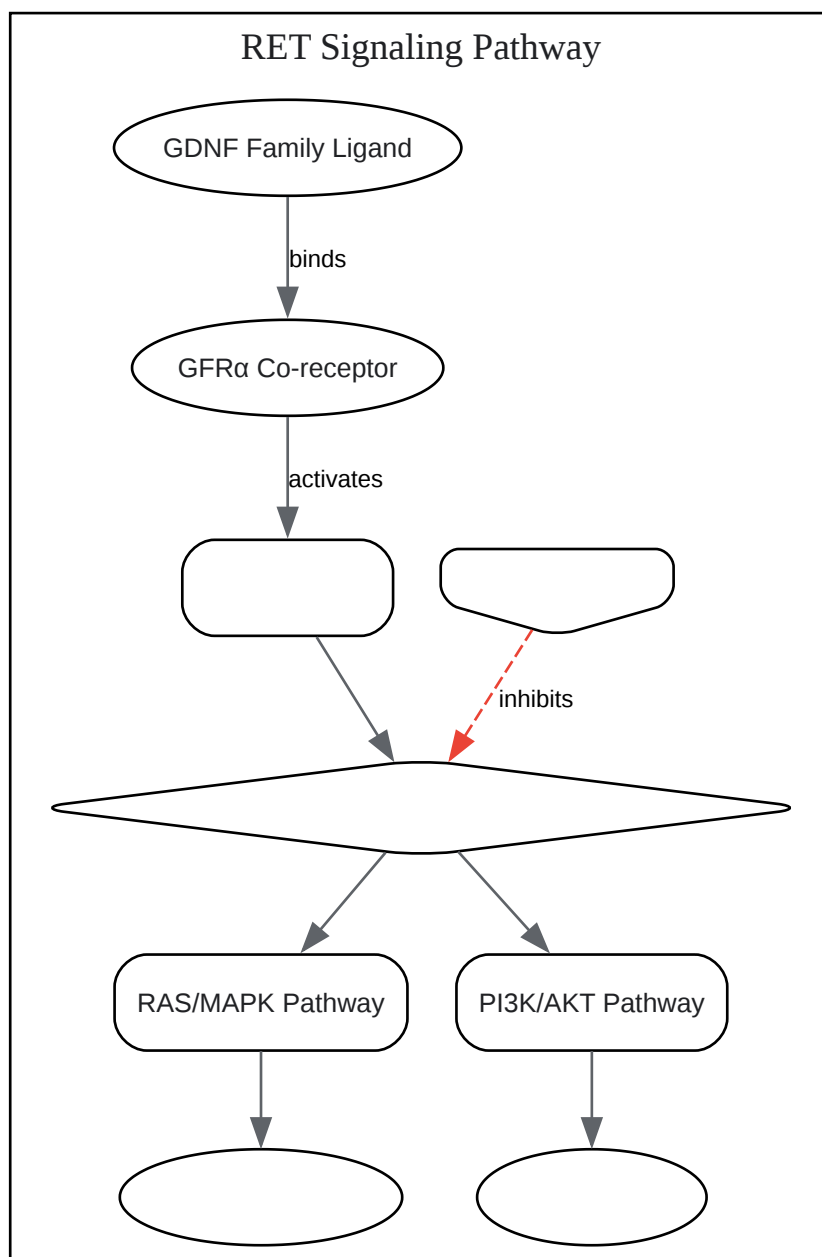 RET Signaling Pathway
GDNF Family Ligand
binds
GFRα Co-receptor
activates
inhibits
RAS/MAPK Pathway
PI3K/AKT Pathway